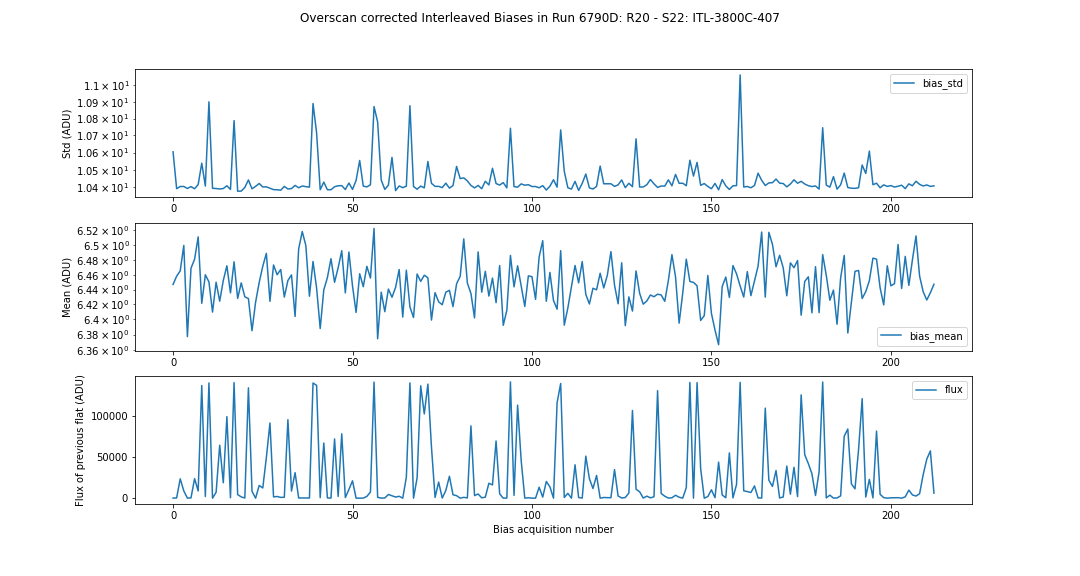 Overscan corrected Interleaved Biases in Run 6790D: R20 - S22: ITL-3800C-407
Std (ADU)
1.1 × 10¹
1.09 × 10¹
1.08 × 10¹
1.07 × 10¹
1.06 × 10¹
1.05 × 10¹
1.04 × 10¹
bias_std
0 50 100 150 200
Mean (ADU)
6.52 × 10⁰
6.5 × 10⁰
6.48 × 10⁰
6.46 × 10⁰
6.44 × 10⁰
6.42 × 10⁰
6.4 × 10⁰
6.38 × 10⁰
6.36 × 10⁰
bias_mean
0 50 100 150 200
Flux of previous flat (ADU)
100000
50000
0
flux
0 50 100 150 200
Bias acquisition number